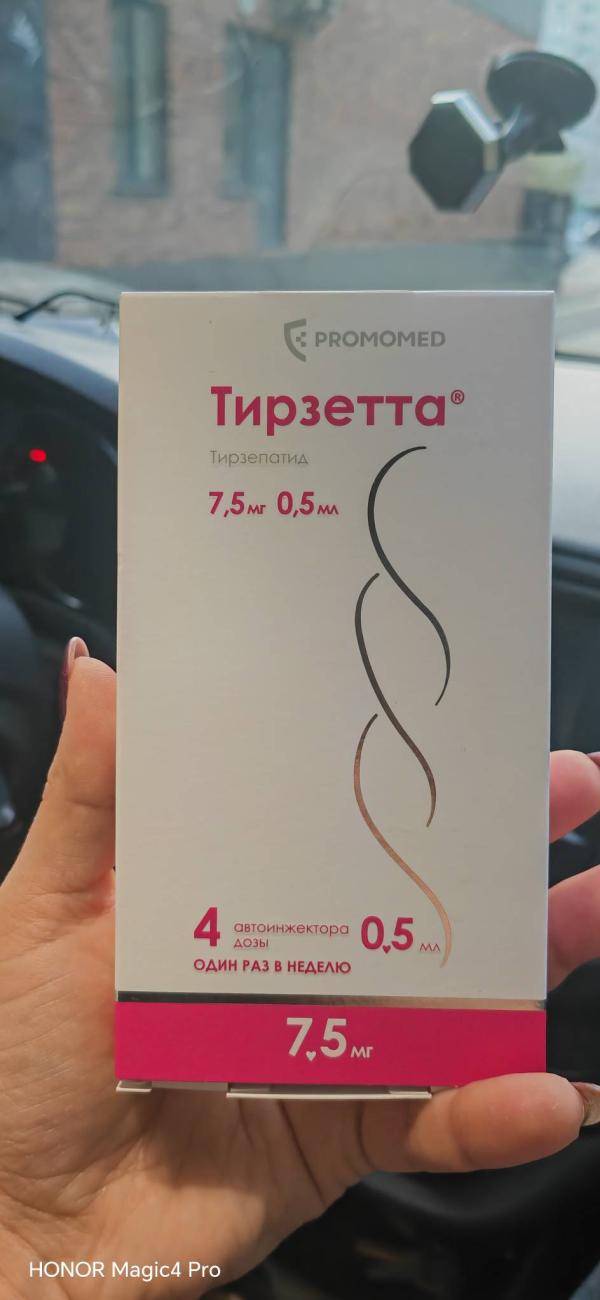 PROMOMED
Тирзетта®
Тирзепатид
7,5 мг 0,5 мл
4 автоинжектора 0,5 мл
дозы
ОДИН РАЗ В НЕДЕЛЮ
7,5 мг
HONOR Magic4 Pro